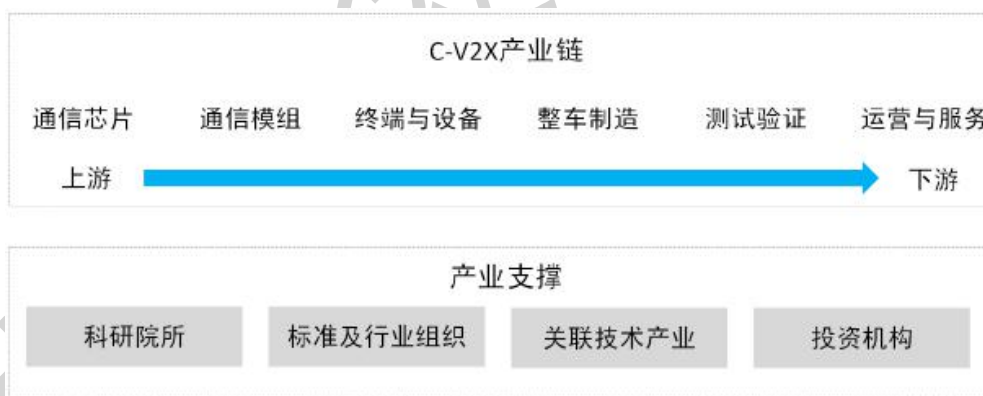 C-V2X产业链
通信芯片 通信模组 终端与设备 整车制造 测试验证 运营与服务
上游 下游
产业支撑
科研院所 标准及行业组织 关联技术产业 投资机构